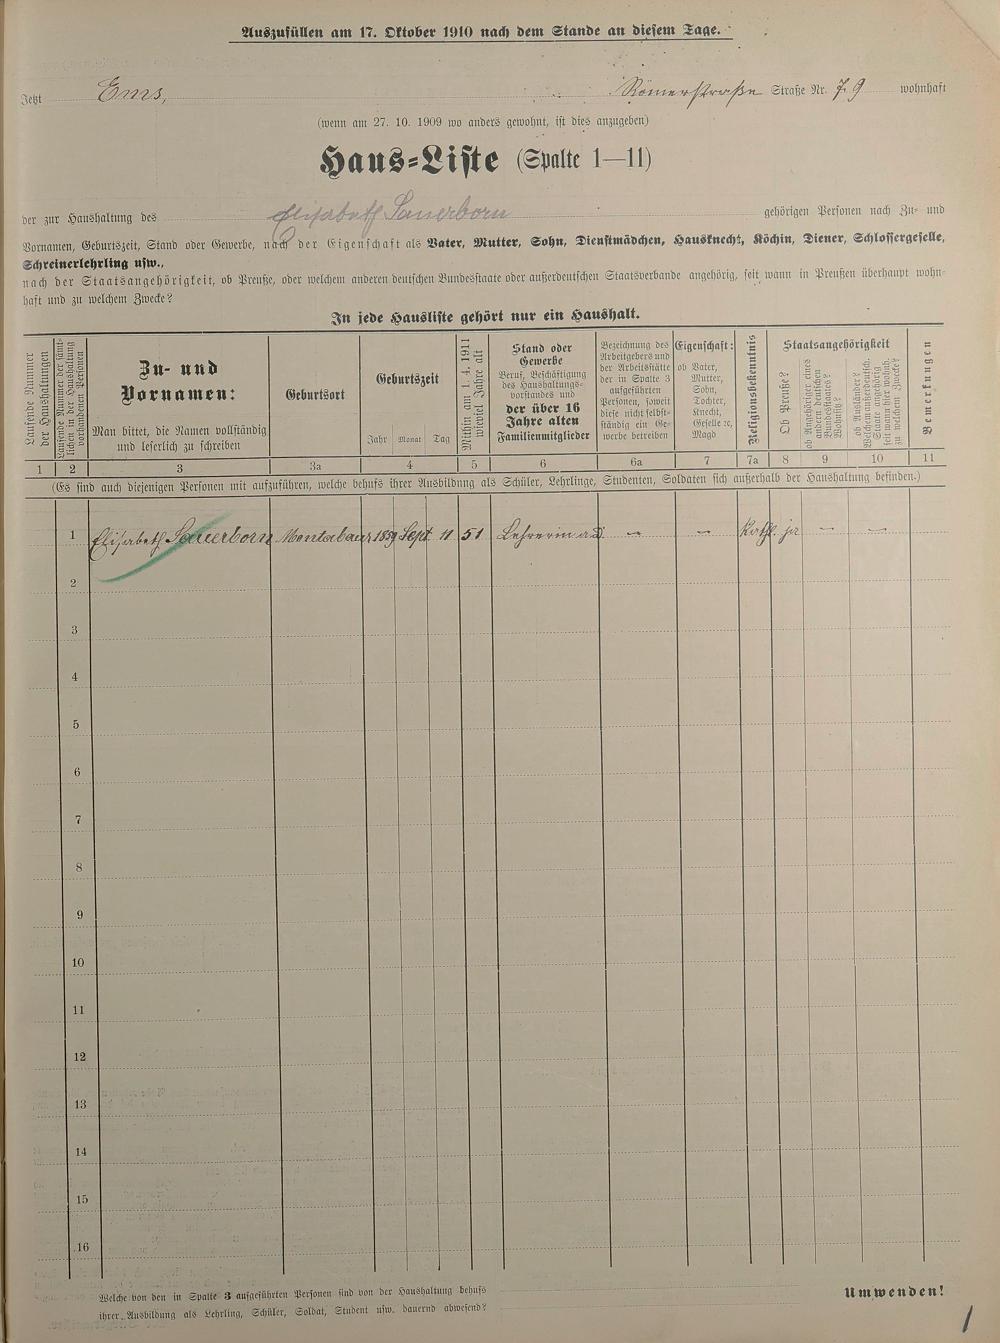 Auszufüllen am 17. Oktober 1910 nach dem Stande an diesem Tage.
Jetzt Ems, Römerstraße Straße Nr. 79 wohnhaft
(wenn am 27. 10. 1909 wo anders gewohnt, ist dies anzugeben)
Haus-Liste (Spalte 1—11)
der zur Haushaltung des Elisabeth Sauerborn gehörigen Personen nach Zu- und
Vornamen, Geburtszeit, Stand oder Gewerbe, nach der Eigenschaft als Vater, Mutter, Sohn, Dienstmädchen, Hausknecht, Köchin, Diener, Schlossergeselle,
Schreinerlehrling usw.,
nach der Staatsangehörigkeit, ob Preuße, oder welchem anderen deutschen Bundesstaate oder außerdeutschen Staatsverbande angehörig, seit wann in Preußen überhaupt wohn-
haft und zu welchem Zwecke?
In jede Hausliste gehört nur ein Haushalt.
Laufende Nummer
der Haushaltungen
Laufende Nummer der sämt-
lichen in der Haushaltung
vorhandenen Personen
Zu- und
Vornamen:
Man bittet, die Namen vollständig
und leserlich zu schreiben
Geburtsort
Geburtszeit
Jahr Monat Tag
Mithin am 1. 4. 1911
wieviel Jahre alt
Stand oder
Gewerbe
Beruf, Beschäftigung
des Haushaltungs-
vorstandes und
der über 16
Jahre alten
Familienmitglieder
Bezeichnung des
Arbeitgebers und
der Arbeitsstätte
der in Spalte 3
aufgeführten
Personen, soweit
diese nicht selbst-
ständig ein Ge-
werbe betreiben
Eigenschaft:
ob Vater,
Mutter,
Sohn,
Tochter,
Knecht,
Geselle ꝛc,
Magd
Religionsbekenntnis
Staatsangehörigkeit
Ob Preuße?
ob Angehöriger eines
andern deutschen
Bundesstaates?
Wohnsitz?
ob Ausländer?
Welchem außerdeutsch.
Staate angehörig
seit wann hier wohnh.
zu welchem Zwecke?
Bemerkungen
1 2 3 3a 4 5 6 6a 7 7a 8 9 10 11
(Es sind auch diejenigen Personen mit aufzuführen, welche behufs ihrer Ausbildung als Schüler, Lehrlinge, Studenten, Soldaten sich außerhalb der Haushaltung befinden.)
1 Elisabeth Sauerborn Montabaur 1859 Sept 11 51 Lehrerin a.D. — — Kath. ja — —
2
3
4
5
6
7
8
9
10
11
12
13
14
15
16
Welche von den in Spalte 3 aufgeführten Personen sind von der Haushaltung behufs
ihrer Ausbildung als Lehrling, Schüler, Soldat, Student usw. dauernd abwesend?
Umwenden!
1